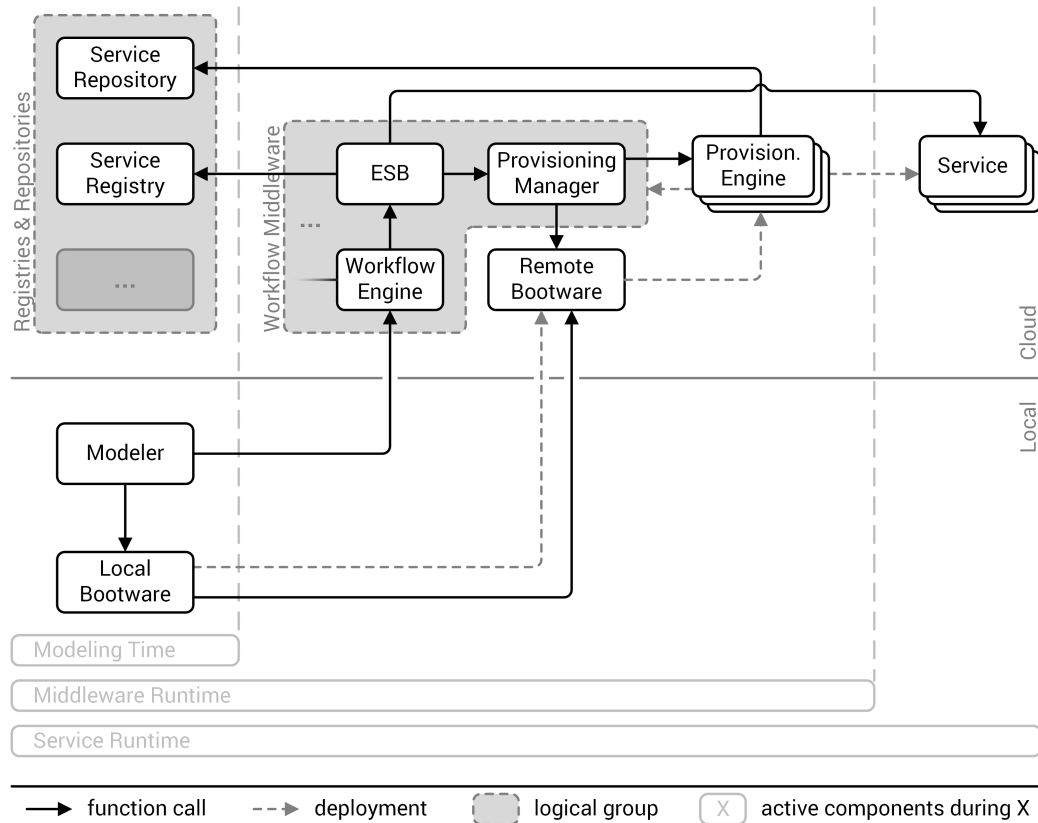 Registries & Repositories
Service
Repository
Service
Registry
...
Workflow Middleware
ESB
Provisioning
Manager
...
Workflow
Engine
Remote
Bootware
Provision.
Engine
Service
Cloud
Local
Modeler
Local
Bootware
Modeling Time
Middleware Runtime
Service Runtime
function call
deployment
logical group
X
active components during X